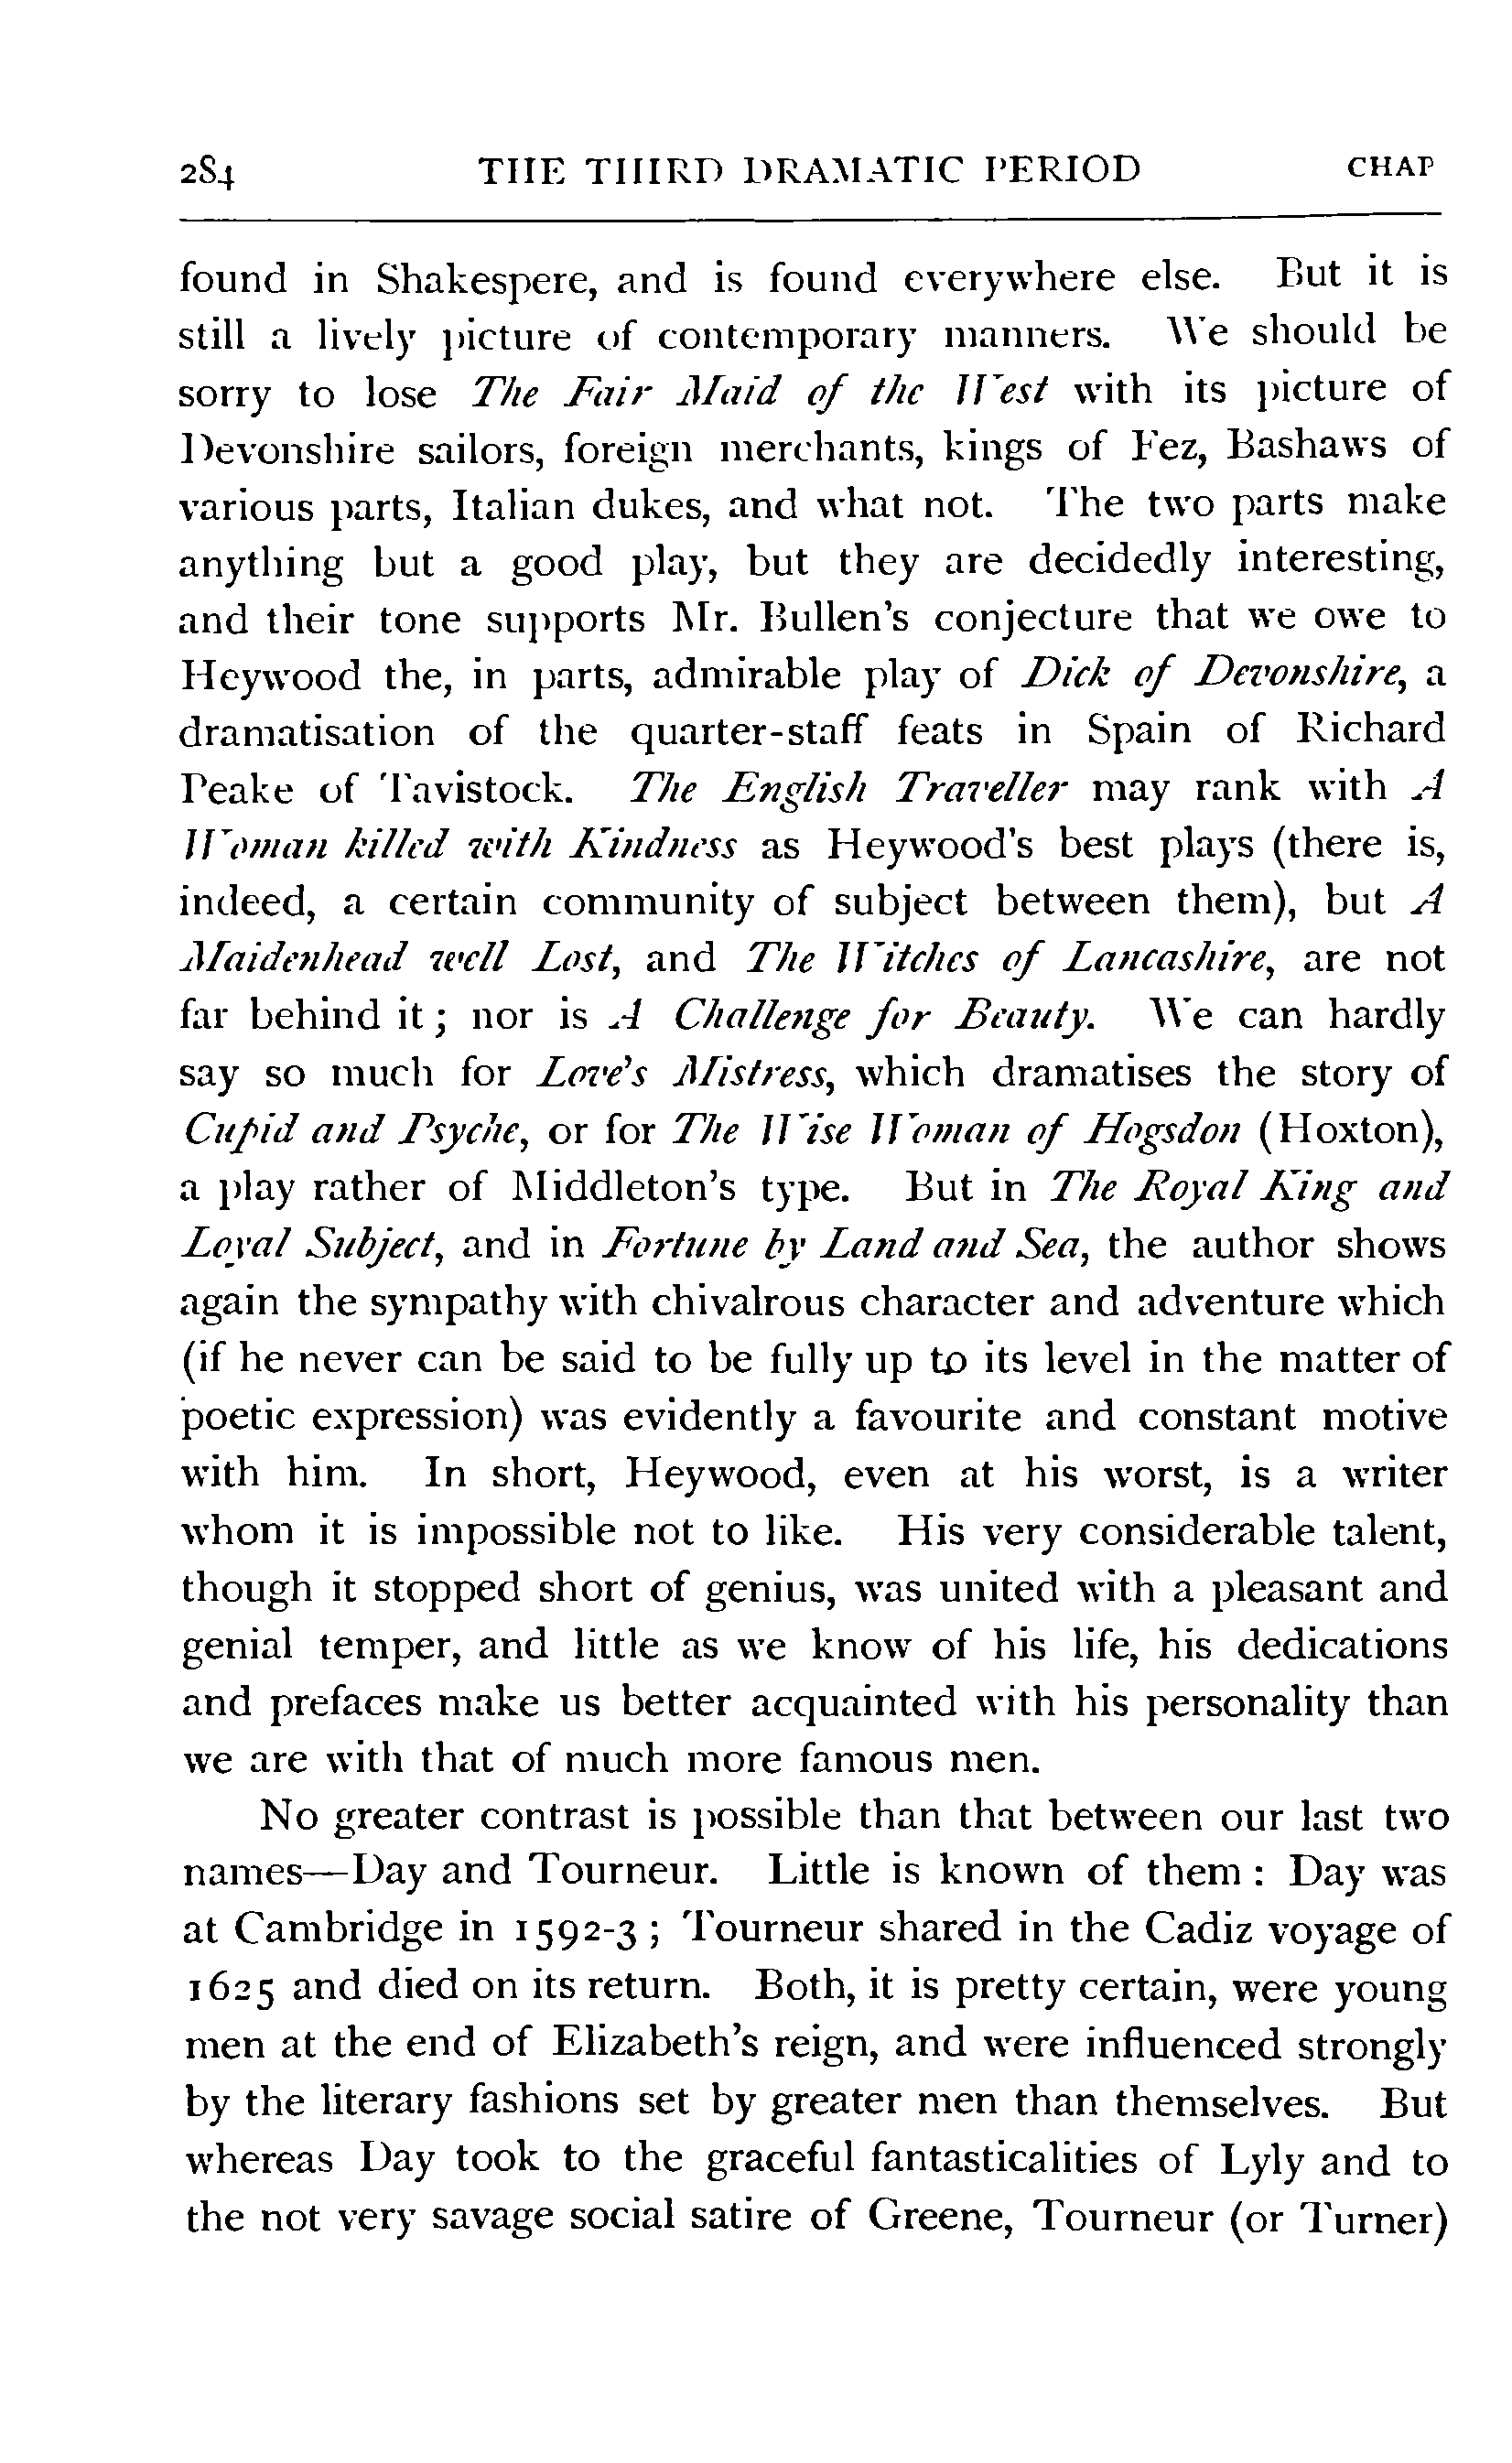 284 THE THIRD DRAMATIC PERIOD CHAP
found in Shakespere, and is found everywhere else. But it is
still a lively picture of contemporary manners. We should be
sorry to lose The Fair Maid of the West with its picture of
Devonshire sailors, foreign merchants, kings of Fez, Bashaws of
various parts, Italian dukes, and what not. The two parts make
anything but a good play, but they are decidedly interesting,
and their tone supports Mr. Bullen's conjecture that we owe to
Heywood the, in parts, admirable play of Dick of Devonshire, a
dramatisation of the quarter-staff feats in Spain of Richard
Peake of Tavistock. The English Traveller may rank with A
Woman killed with Kindness as Heywood's best plays (there is,
indeed, a certain community of subject between them), but A
Maidenhead well Lost, and The Witches of Lancashire, are not
far behind it; nor is A Challenge for Beauty. We can hardly
say so much for Love's Mistress, which dramatises the story of
Cupid and Psyche, or for The Wise Woman of Hogsdon (Hoxton),
a play rather of Middleton's type. But in The Royal King and
Loyal Subject, and in Fortune by Land and Sea, the author shows
again the sympathy with chivalrous character and adventure which
(if he never can be said to be fully up to its level in the matter of
poetic expression) was evidently a favourite and constant motive
with him. In short, Heywood, even at his worst, is a writer
whom it is impossible not to like. His very considerable talent,
though it stopped short of genius, was united with a pleasant and
genial temper, and little as we know of his life, his dedications
and prefaces make us better acquainted with his personality than
we are with that of much more famous men.
No greater contrast is possible than that between our last two
names—Day and Tourneur. Little is known of them: Day was
at Cambridge in 1592-3; Tourneur shared in the Cadiz voyage of
1625 and died on its return. Both, it is pretty certain, were young
men at the end of Elizabeth's reign, and were influenced strongly
by the literary fashions set by greater men than themselves. But
whereas Day took to the graceful fantasticalities of Lyly and to
the not very savage social satire of Greene, Tourneur (or Turner)